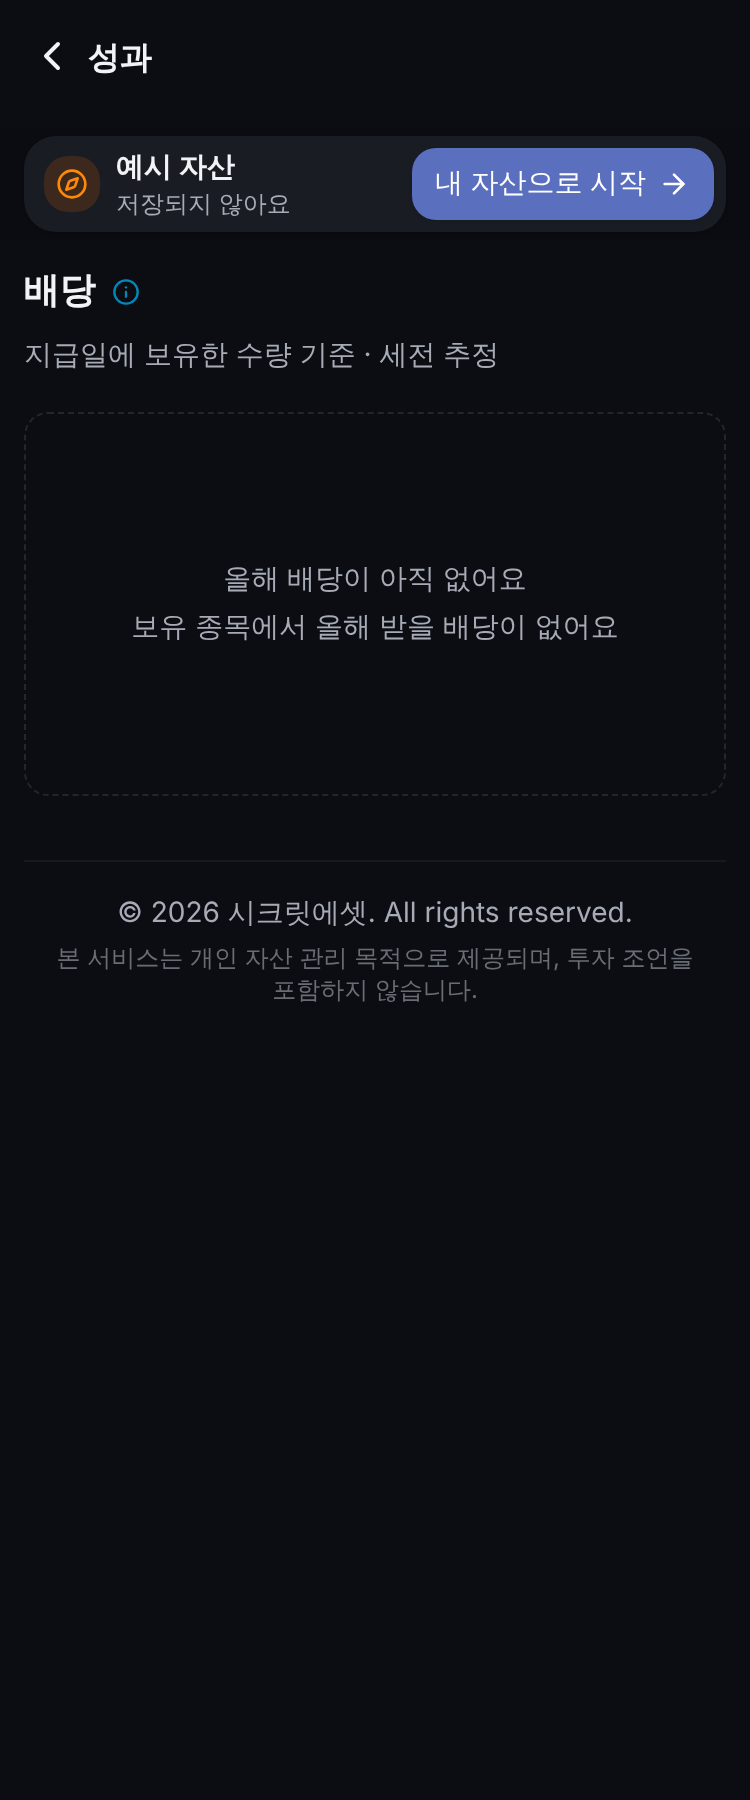 성과
예시 자산
저장되지 않아요
내 자산으로 시작
배당
지급일에 보유한 수량 기준 · 세전 추정
올해 배당이 아직 없어요
보유 종목에서 올해 받을 배당이 없어요
© 2026 시크릿에셋. All rights reserved.
본 서비스는 개인 자산 관리 목적으로 제공되며, 투자 조언을
포함하지 않습니다.